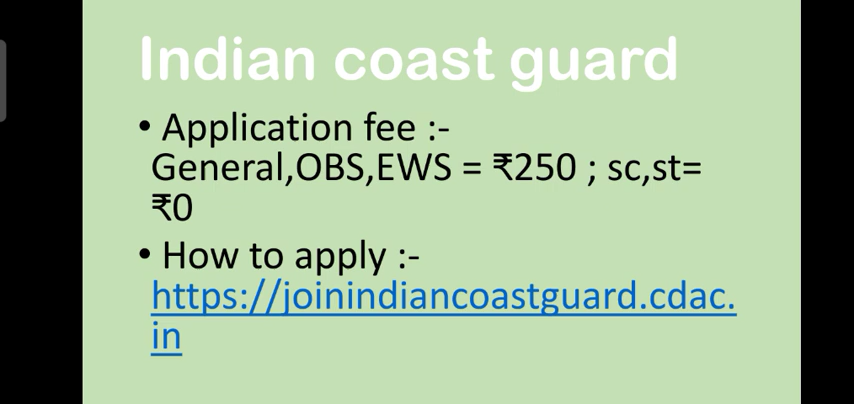 Indian coast guard
• Application fee :-
General,OBS,EWS = ₹250 ; sc,st=
₹0
• How to apply :-
https://joinindiancoastguard.cdac.
in